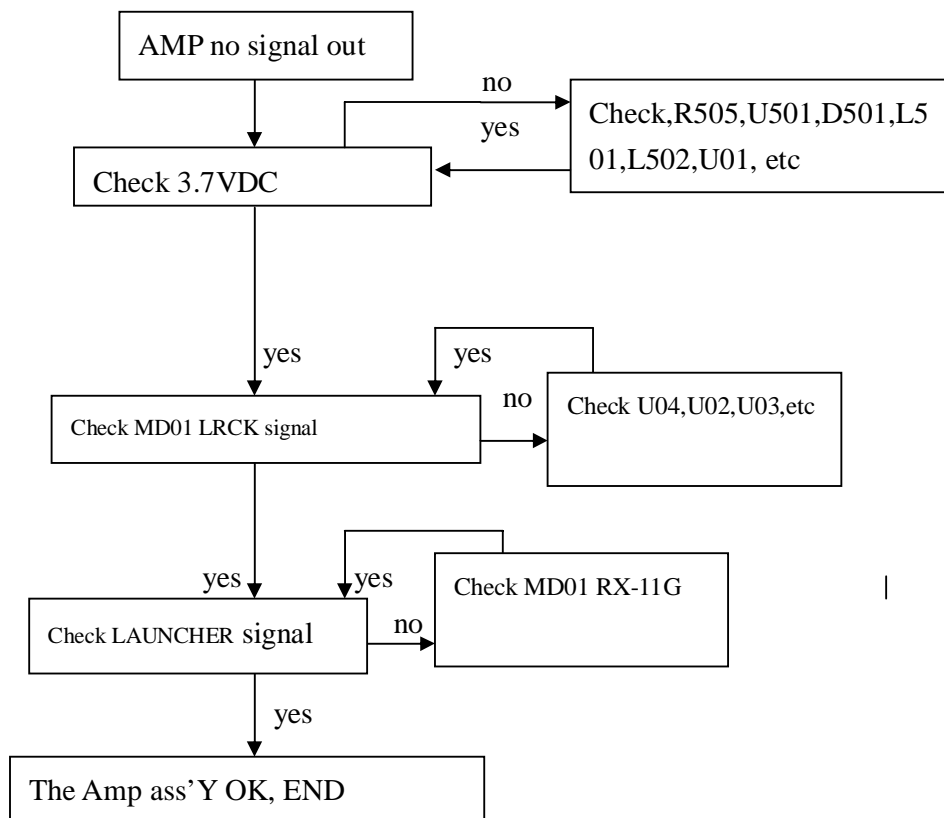 AMP no signal out
no
yes
Check,R505,U501,D501,L5
01,L502,U01, etc
Check 3.7VDC
yes
yes
no
Check U04,U02,U03,etc
Check MD01 LRCK signal
yes
yes
Check MD01 RX-11G
Check LAUNCHER signal
no
yes
The Amp ass’Y OK, END